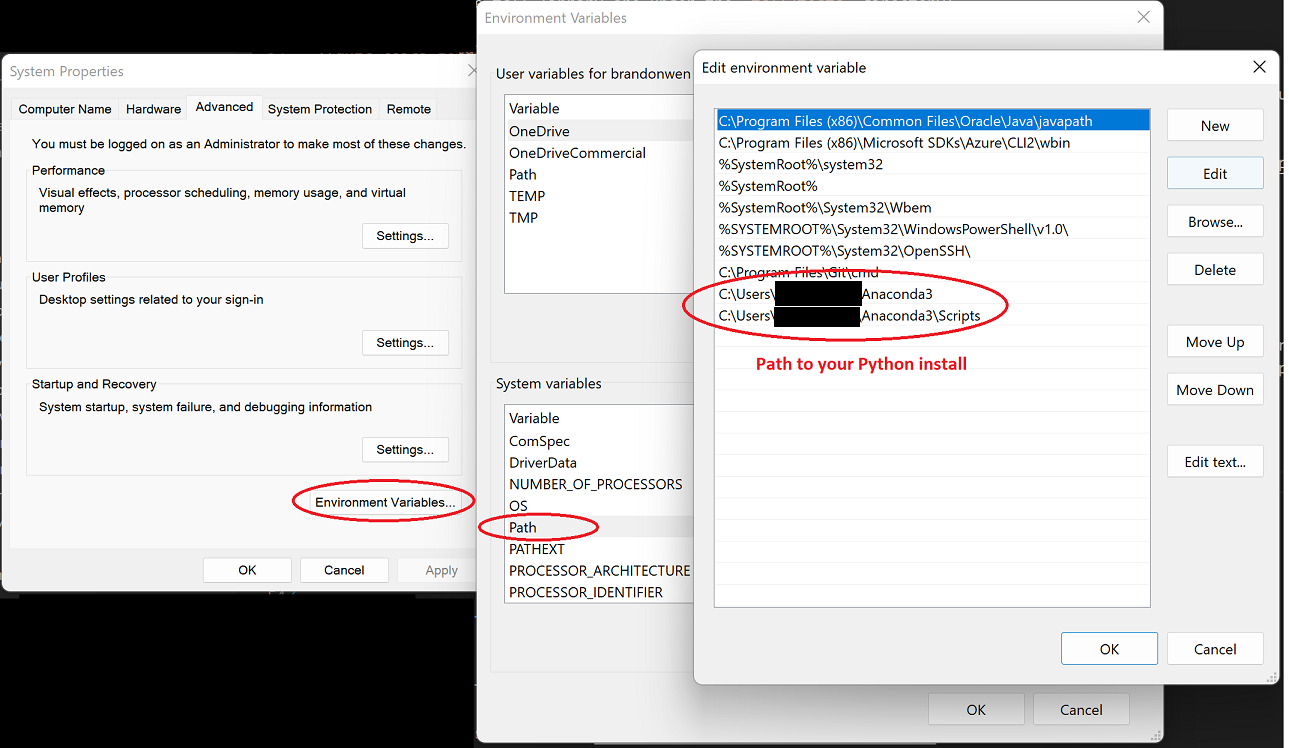 System Properties
Computer Name
Hardware
Advanced
System Protection
Remote
You must be logged on as an Administrator to make most of these changes.
Performance
Visual effects, processor scheduling, memory usage, and virtual
memory
Settings...
User Profiles
Desktop settings related to your sign-in
Settings...
Startup and Recovery
System startup, system failure, and debugging information
Settings...
Environment Variables...
OK
Cancel
Apply
Environment Variables
User variables for brandonwen
Variable
OneDrive
OneDriveCommercial
Path
TEMP
TMP
System variables
Variable
ComSpec
DriverData
NUMBER_OF_PROCESSORS
OS
Path
PATHEXT
PROCESSOR_ARCHITECTURE
PROCESSOR_IDENTIFIER
OK
Cancel
Edit environment variable
C:\Program Files (x86)\Common Files\Oracle\Java\javapath
C:\Program Files (x86)\Microsoft SDKs\Azure\CLI2\wbin
%SystemRoot%\system32
%SystemRoot%
%SystemRoot%\System32\Wbem
%SYSTEMROOT%\System32\WindowsPowerShell\v1.0\
%SYSTEMROOT%\System32\OpenSSH\
C:\Program Files\Git\cmd
C:\Users\ Anaconda3
C:\Users\ \Anaconda3\Scripts
Path to your Python install
New
Edit
Browse...
Delete
Move Up
Move Down
Edit text...
OK
Cancel